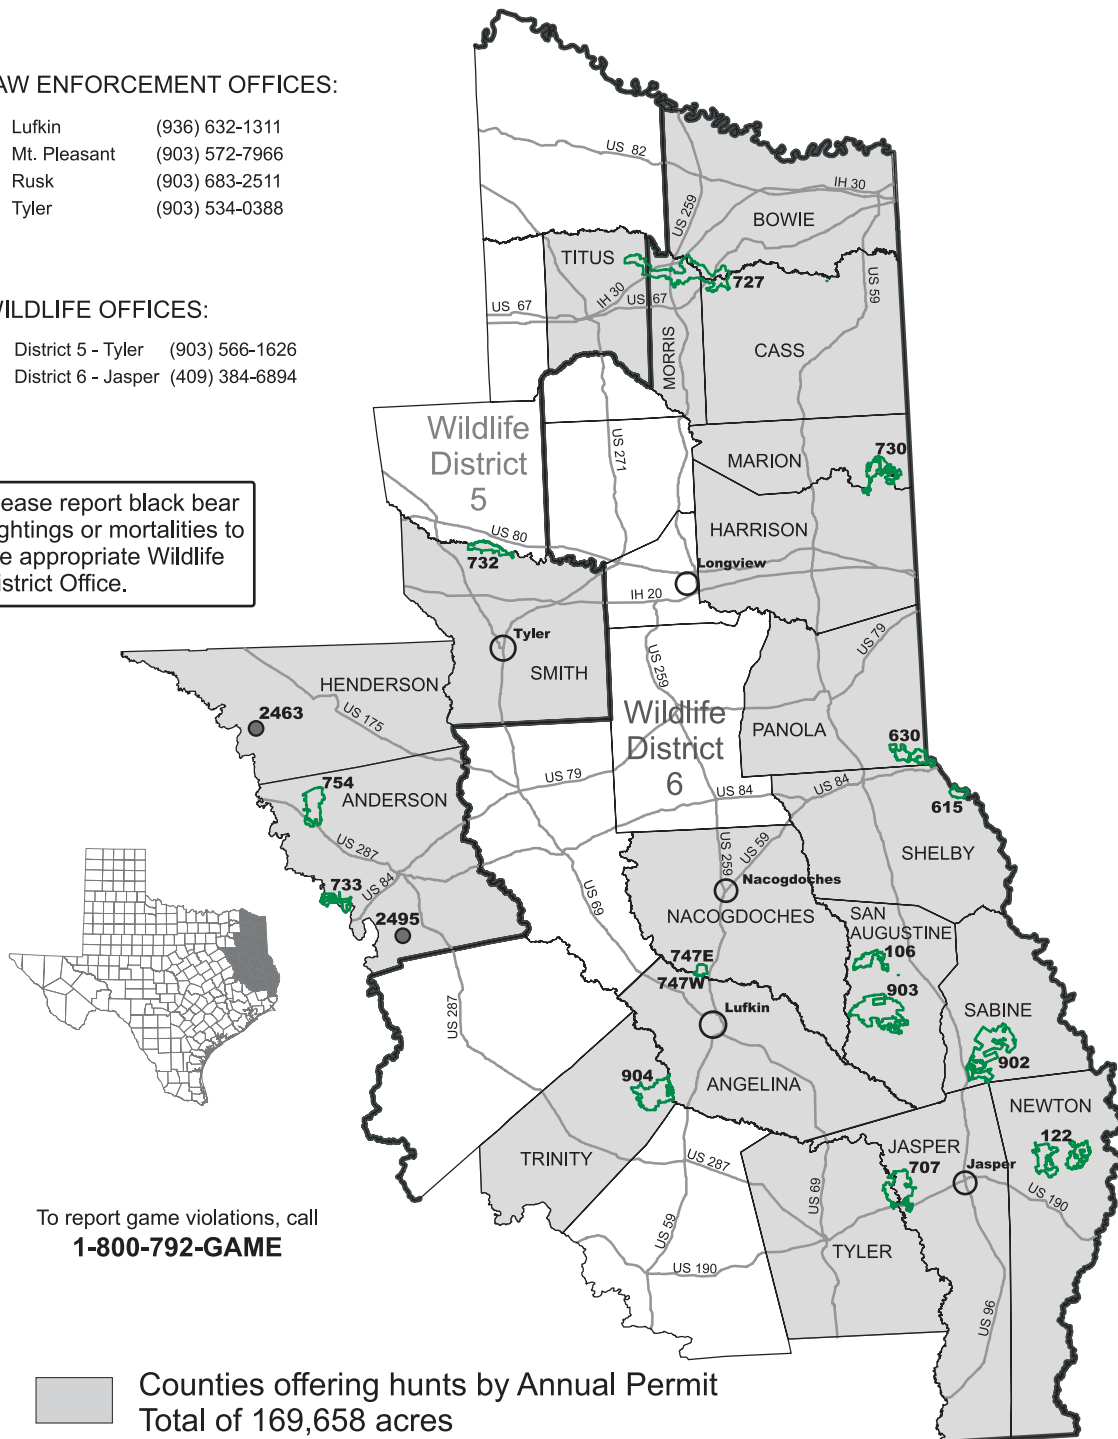 AW ENFORCEMENT OFFICES:
Lufkin (936) 632-1311
Mt. Pleasant (903) 572-7966
Rusk (903) 683-2511
Tyler (903) 534-0388
WILDLIFE OFFICES:
District 5 - Tyler (903) 566-1626
District 6 - Jasper (409) 384-6894
ease report black bear
ghtings or mortalities to
e appropriate Wildlife
istrict Office.
US 82
IH 30
US 259
BOWIE
TITUS
727
US 59
IH 30
US 67
US 67
MORRIS
CASS
Wildlife
District
5
US 271
MARION
730
HARRISON
US 80
732
Longview
IH 20
Tyler
SMITH
US 259
US 79
HENDERSON
2463
US 175
Wildlife
District
6
PANOLA
630
754
ANDERSON
US 79
US 84
US 84
615
US 287
US 259
US 59
SHELBY
733
US 84
Nacogdoches
NACOGDOCHES
2495
US 69
SAN
AUGUSTINE
106
747E
747W
903
Lufkin
SABINE
US 287
902
904
ANGELINA
NEWTON
122
JASPER
707
Jasper
TRINITY
US 287
US 69
US 190
US 59
TYLER
US 190
US 96
To report game violations, call
1-800-792-GAME
Counties offering hunts by Annual Permit
Total of 169,658 acres